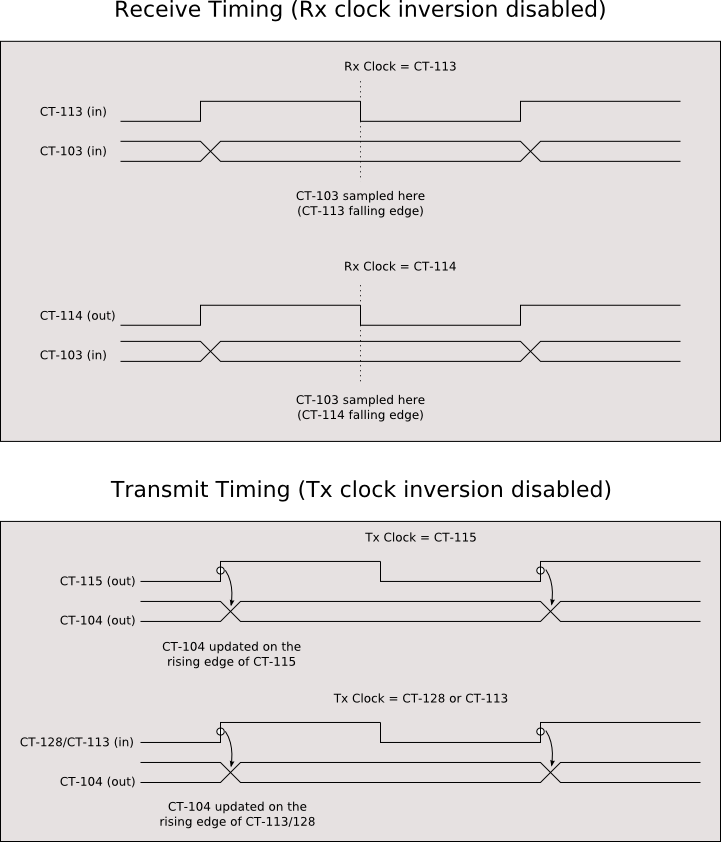 Receive Timing (Rx clock inversion disabled)
Rx Clock = CT-113
CT-113 (in)
CT-103 (in)
CT-103 sampled here
(CT-113 falling edge)
Rx Clock = CT-114
CT-114 (out)
CT-103 (in)
CT-103 sampled here
(CT-114 falling edge)
Transmit Timing (Tx clock inversion disabled)
Tx Clock = CT-115
CT-115 (out)
CT-104 (out)
CT-104 updated on the
rising edge of CT-115
Tx Clock = CT-128 or CT-113
CT-128/CT-113 (in)
CT-104 (out)
CT-104 updated on the
rising edge of CT-113/128